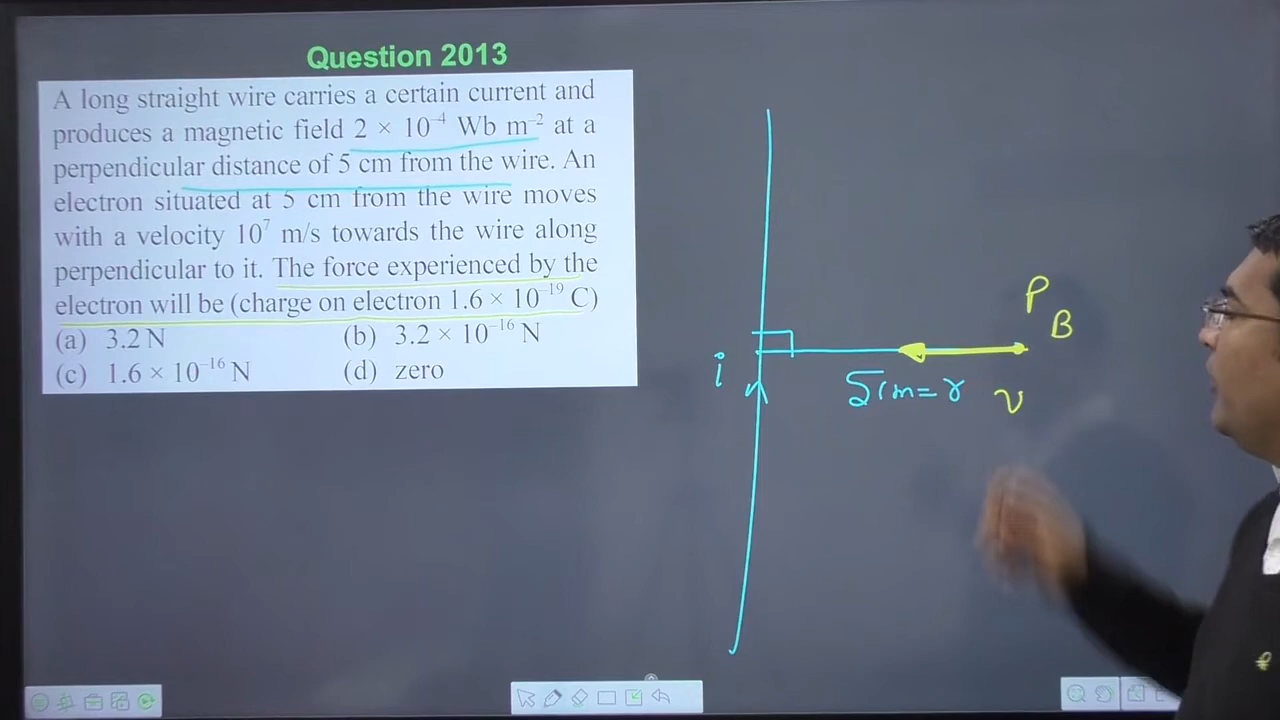 Question 2013
A long straight wire carries a certain current and
produces a magnetic field 2 × 10⁻⁴ Wb m⁻² at a
perpendicular distance of 5 cm from the wire. An
electron situated at 5 cm from the wire moves
with a velocity 10⁷ m/s towards the wire along
perpendicular to it. The force experienced by the
electron will be (charge on electron 1.6 × 10⁻¹⁹ C)
(a) 3.2 N (b) 3.2 × 10⁻¹⁶ N
(c) 1.6 × 10⁻¹⁶ N (d) zero
P
B
i
5cm=r
v